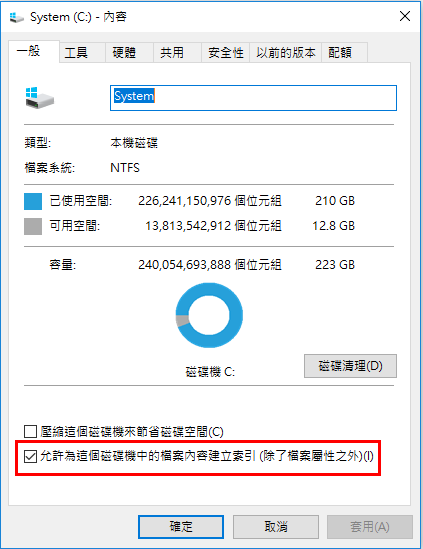 System (C:) - 內容
一般 工具 硬體 共用 安全性 以前的版本 配額
System
類型: 本機磁碟
檔案系統: NTFS
已使用空間: 226,241,150,976 個位元組 210 GB
可用空間: 13,813,542,912 個位元組 12.8 GB
容量: 240,054,693,888 個位元組 223 GB
磁碟機 C:
磁碟清理(D)
壓縮這個磁碟機來節省磁碟空間(C)
允許為這個磁碟機中的檔案內容建立索引 (除了檔案屬性之外)(I)
確定 取消 套用(A)